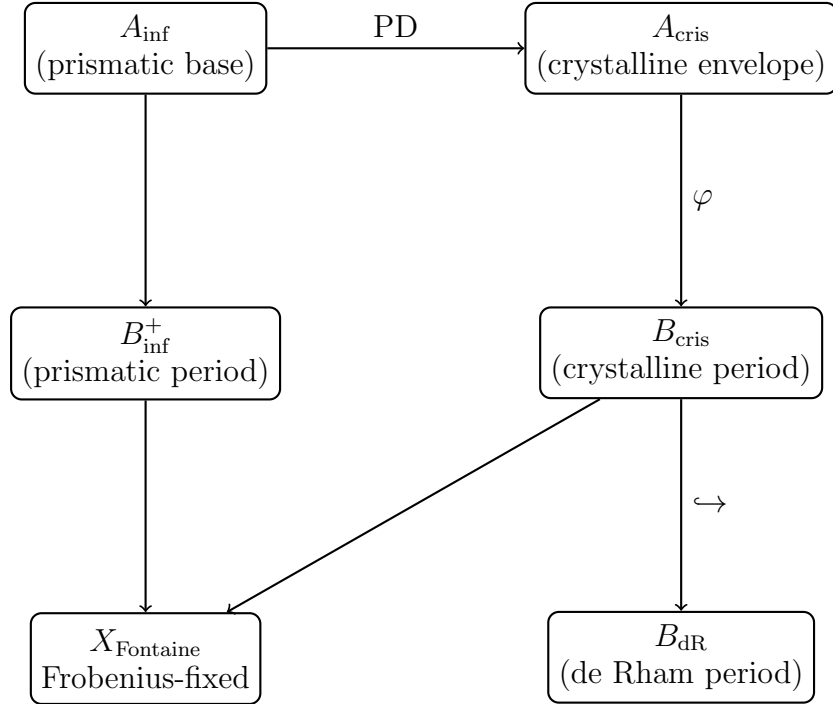 A_inf
(prismatic base)
PD
A_cris
(crystalline envelope)
φ
B_inf^+
(prismatic period)
B_cris
(crystalline period)
↪
X_Fontaine
Frobenius-fixed
B_dR
(de Rham period)